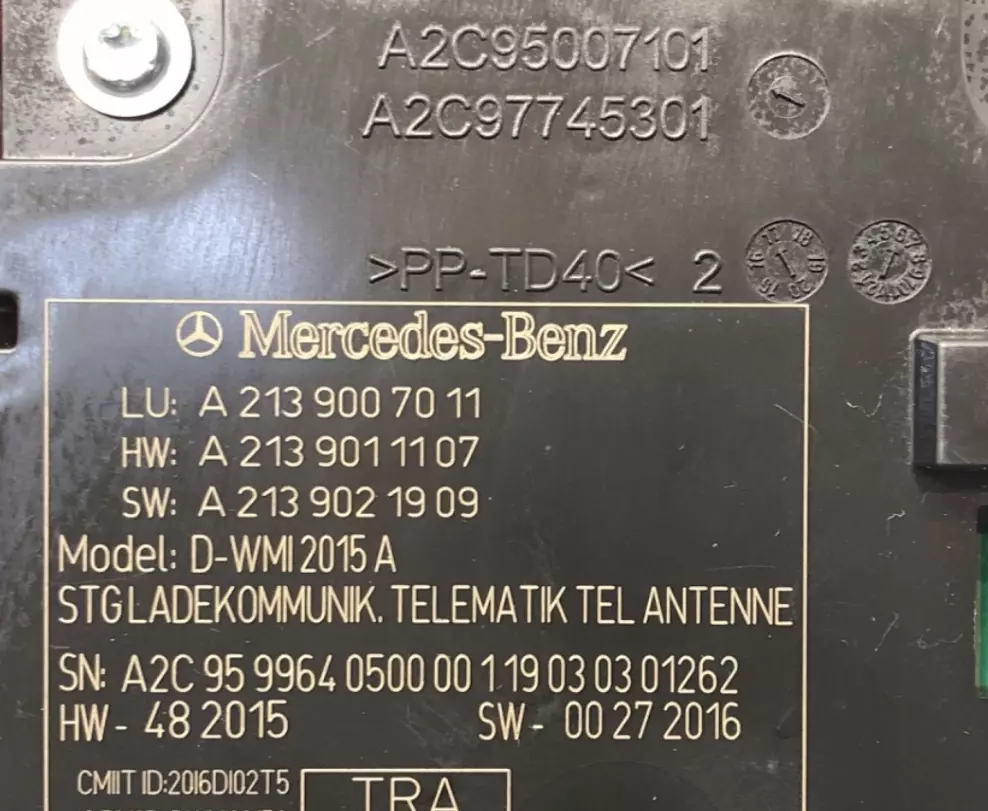 A2C95007101
A2C97745301
>PP-TD40< 2
Mercedes-Benz
LU: A 213 900 70 11
HW: A 213 901 11 07
SW: A 213 902 19 09
Model: D-WMI 2015 A
STG LADEKOMMUNIK. TELEMATIK TEL ANTENNE
SN: A2C 95 9964 0500 00 1 19 03 03 01262
HW - 48 2015 SW - 00 27 2016
CMIIT ID:2016DJ02T5
TRA